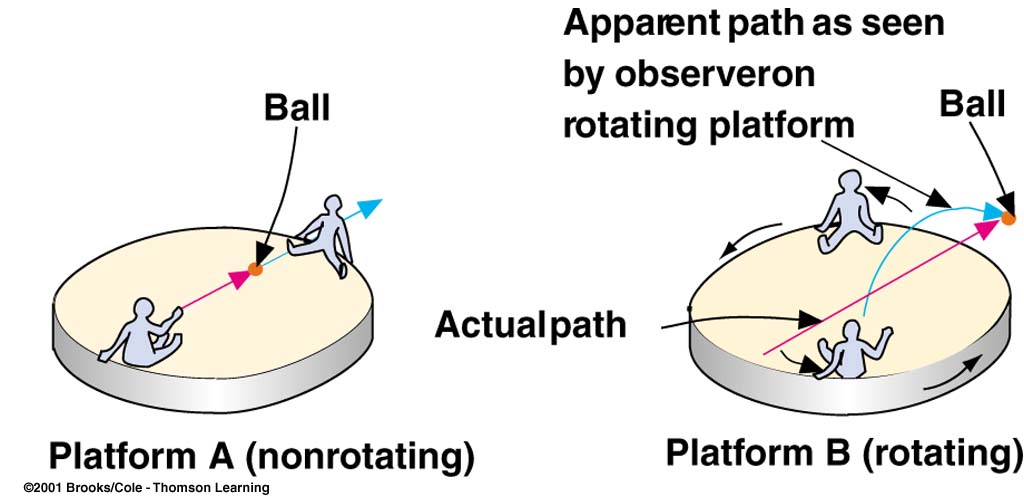 Apparent path as seen
by observeron
rotating platform
Ball
Ball
Actualpath
Platform A (nonrotating)
Platform B (rotating)
©2001 Brooks/Cole - Thomson Learning